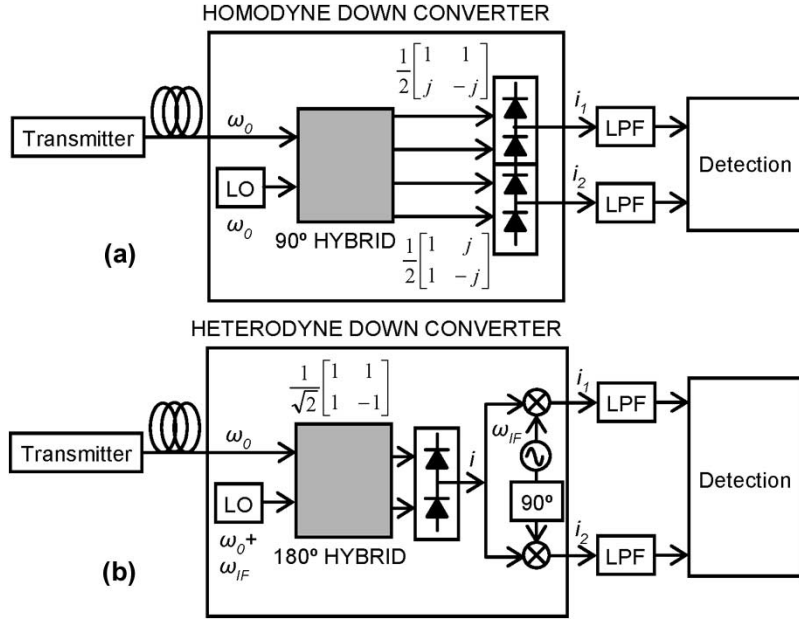 HOMODYNE DOWN CONVERTER
1/2 [1 1
j -j]
Transmitter
ω0
LO
ω0
90º HYBRID
1/2 [1 j
1 -j]
i1
i2
LPF
LPF
Detection
(a)
HETERODYNE DOWN CONVERTER
1/√2 [1 1
1 -1]
Transmitter
ω0
LO
ω0+
ωIF
180º HYBRID
i
ωIF
90º
i1
i2
LPF
LPF
Detection
(b)